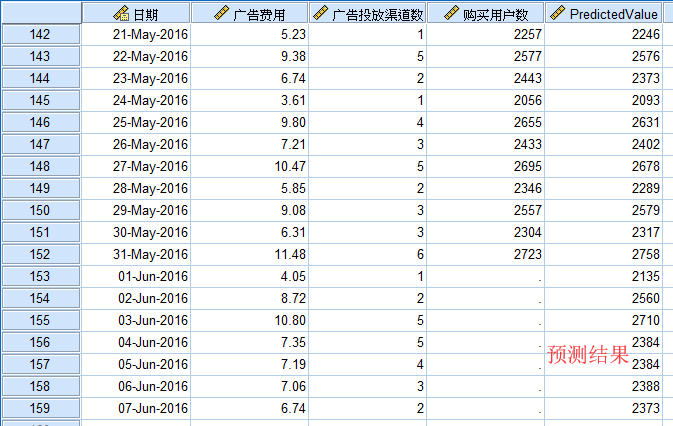 日期 广告费用 广告投放渠道数 购买用户数 PredictedValue
142 21-May-2016 5.23 1 2257 2246
143 22-May-2016 9.38 5 2577 2576
144 23-May-2016 6.74 2 2443 2373
145 24-May-2016 3.61 1 2056 2093
146 25-May-2016 9.80 4 2655 2631
147 26-May-2016 7.21 3 2433 2402
148 27-May-2016 10.47 5 2695 2678
149 28-May-2016 5.85 2 2346 2289
150 29-May-2016 9.08 3 2557 2579
151 30-May-2016 6.31 3 2304 2317
152 31-May-2016 11.48 6 2723 2758
153 01-Jun-2016 4.05 1 . 2135
154 02-Jun-2016 8.72 2 . 2560
155 03-Jun-2016 10.80 5 . 2710
156 04-Jun-2016 7.35 5 . 2384
预测结果
157 05-Jun-2016 7.19 4 . 2384
158 06-Jun-2016 7.06 3 . 2388
159 07-Jun-2016 6.74 2 . 2373